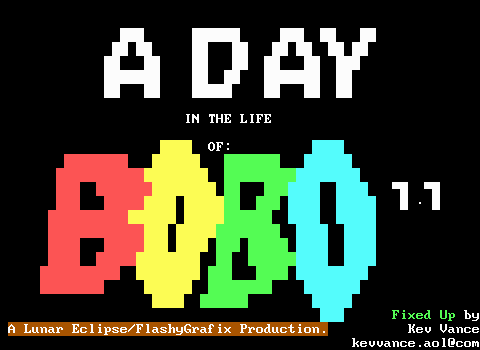 A DAY
IN THE LIFE
OF:
BOBO 1.1
Fixed Up by
A Lunar Eclipse/FlashyGrafix Production.
Kev Vance
kevvance.aol@com